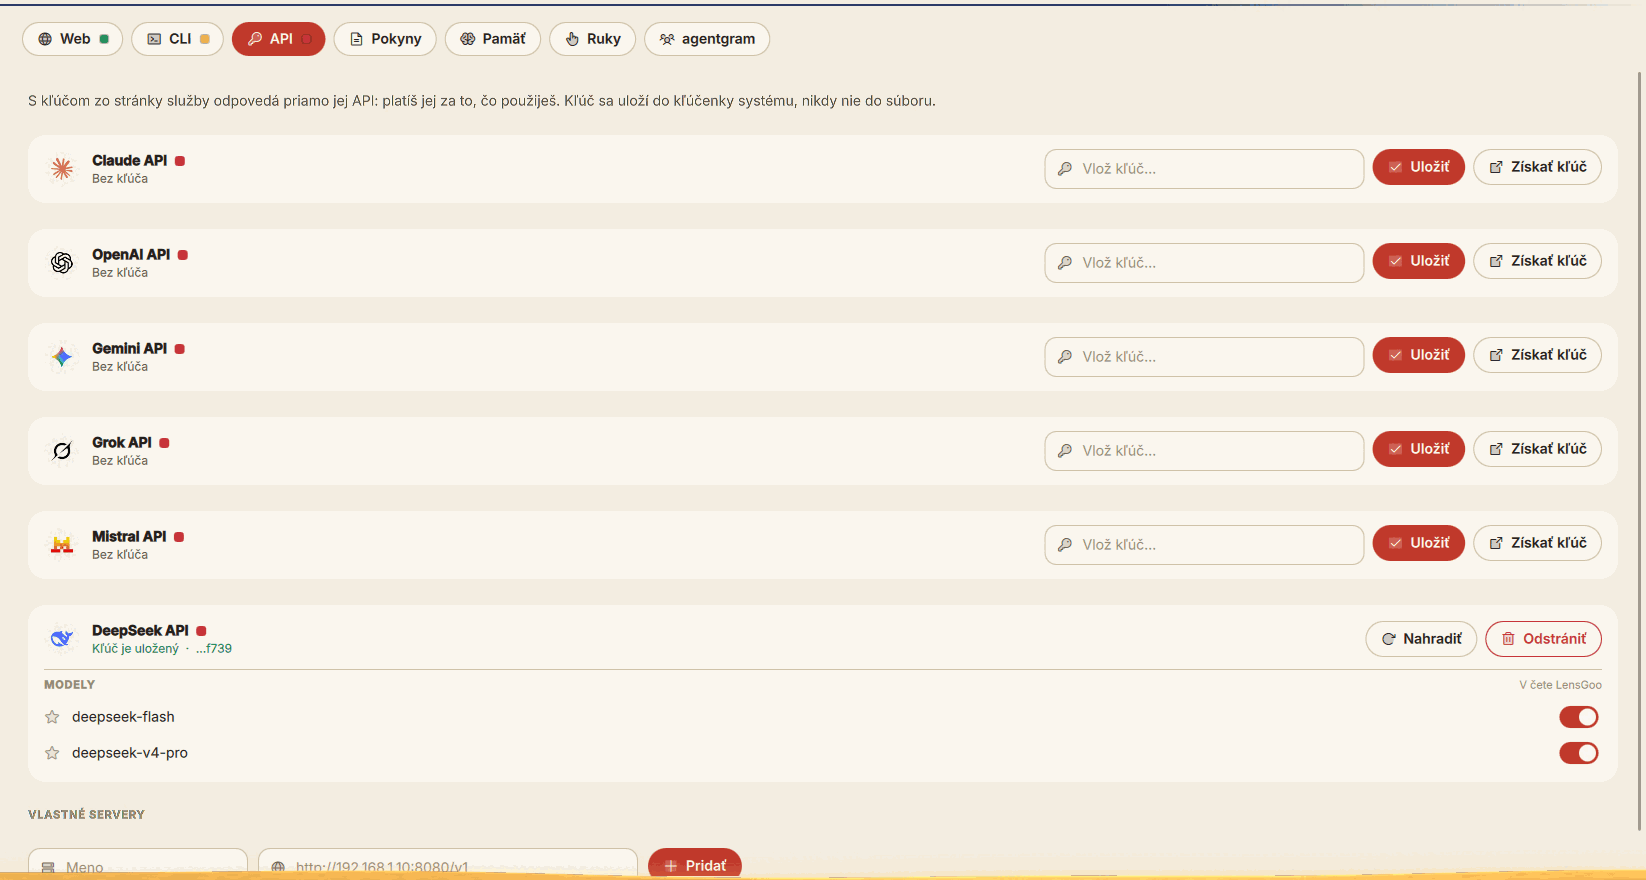 Web
CLI
API
Pokyny
Pamäť
Ruky
agentgram
S kľúčom zo stránky služby odpovedá priamo jej API: platíš jej za to, čo použiješ. Kľúč sa uloží do kľúčenky systému, nikdy nie do súboru.
Claude API
Bez kľúča
Vlož kľúč...
Uložiť
Získať kľúč
OpenAI API
Bez kľúča
Vlož kľúč...
Uložiť
Získať kľúč
Gemini API
Bez kľúča
Vlož kľúč...
Uložiť
Získať kľúč
Grok API
Bez kľúča
Vlož kľúč...
Uložiť
Získať kľúč
Mistral API
Bez kľúča
Vlož kľúč...
Uložiť
Získať kľúč
DeepSeek API
Kľúč je uložený · ...f739
Nahradiť
Odstrániť
MODELY
V čete LensGoo
deepseek-flash
deepseek-v4-pro
VLASTNÉ SERVERY
Meno
http://192.168.1.10:8080/v1
Pridať